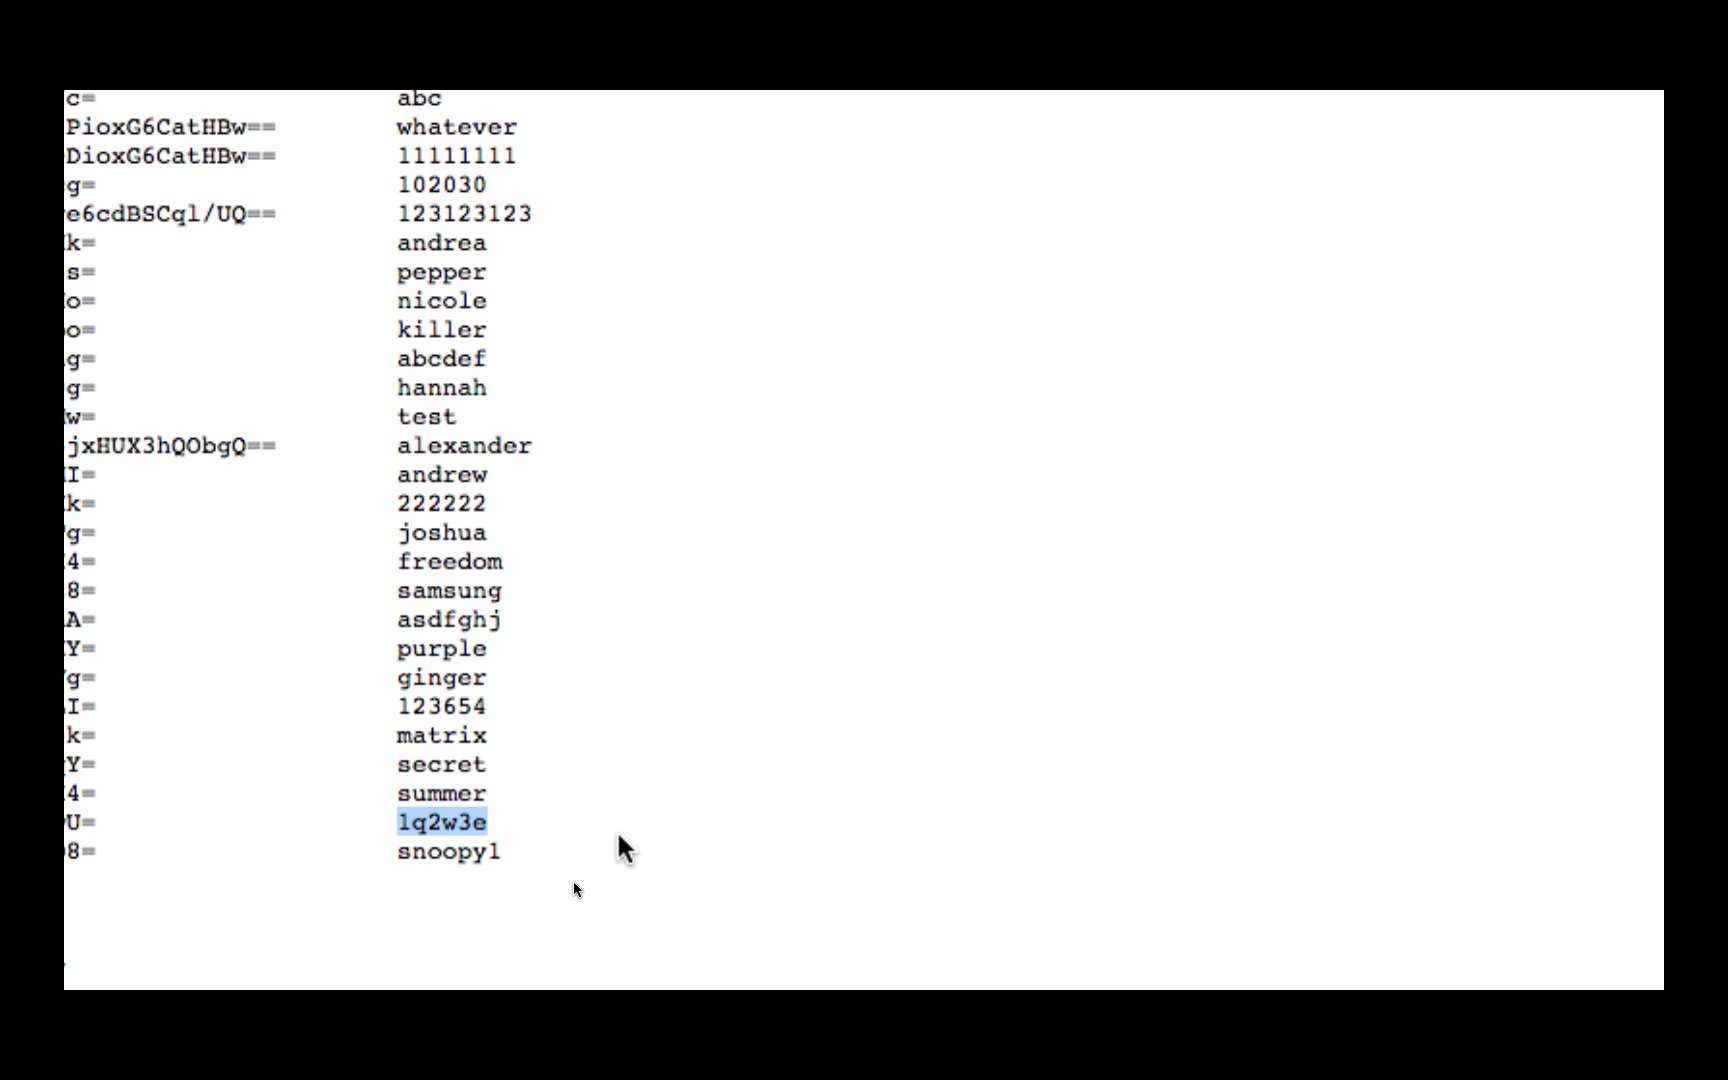 c= abc
PioxG6CatHBw== whatever
DioxG6CatHBw== 11111111
g= 102030
e6cdBSCql/UQ== 123123123
k= andrea
s= pepper
o= nicole
o= killer
g= abcdef
g= hannah
w= test
jxHUX3hQObgQ== alexander
I= andrew
k= 222222
g= joshua
4= freedom
8= samsung
A= asdfghj
Y= purple
g= ginger
I= 123654
k= matrix
Y= secret
4= summer
U= 1q2w3e
8= snoopy1